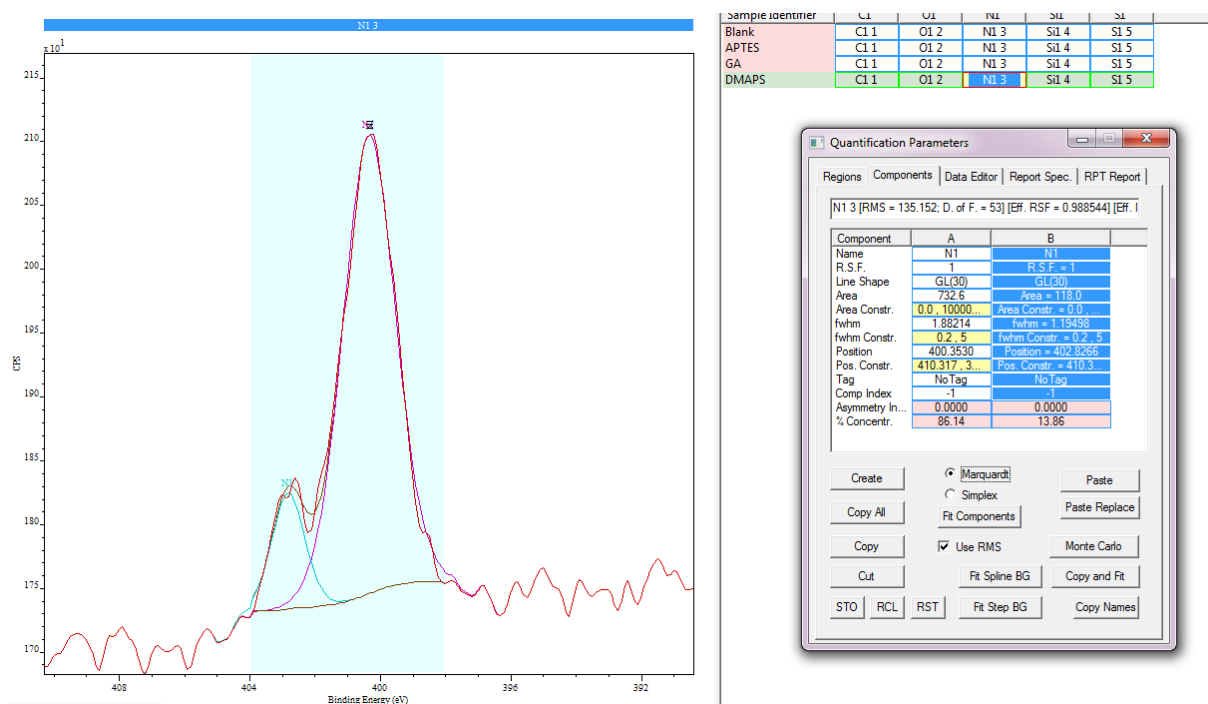 N1 3
x 10¹
215
210
205
200
195
190
185
180
175
170
CPS
N1
408
404
400
396
392
Binding Energy (eV)
Sample Identifier C1 O1 N1 Si1 S1
Blank C1 1 O1 2 N1 3 Si1 4 S1 5
APTES C1 1 O1 2 N1 3 Si1 4 S1 5
GA C1 1 O1 2 N1 3 Si1 4 S1 5
DMAPS C1 1 O1 2 N1 3 Si1 4 S1 5
Quantification Parameters
Regions Components Data Editor Report Spec. RPT Report
N1 3 [RMS = 135.152; D. of F. = 53] [Eff. RSF = 0.988544] [Eff. I
Component A B
Name N1 N1
R.S.F. 1 R.S.F. = 1
Line Shape GL(30) GL(30)
Area 732.6 Area = 118.0
Area Constr. 0.0 , 10000... Area Constr. = 0.0 , ...
fwhm 1.88214 fwhm = 1.19498
fwhm Constr. 0.2 , 5 fwhm Constr. = 0.2 , 5
Position 400.3530 Position = 402.8266
Pos. Constr. 410.317 , 3... Pos. Constr. = 410.3...
Tag NoTag NoTag
Comp Index -1 -1
Asymmetry In... 0.0000 0.0000
% Concentr. 86.14 13.86
Create Marquardt Paste
Simplex
Copy All Fit Components Paste Replace
Copy Use RMS Monte Carlo
Cut Fit Spline BG Copy and Fit
STO RCL RST Fit Step BG Copy Names